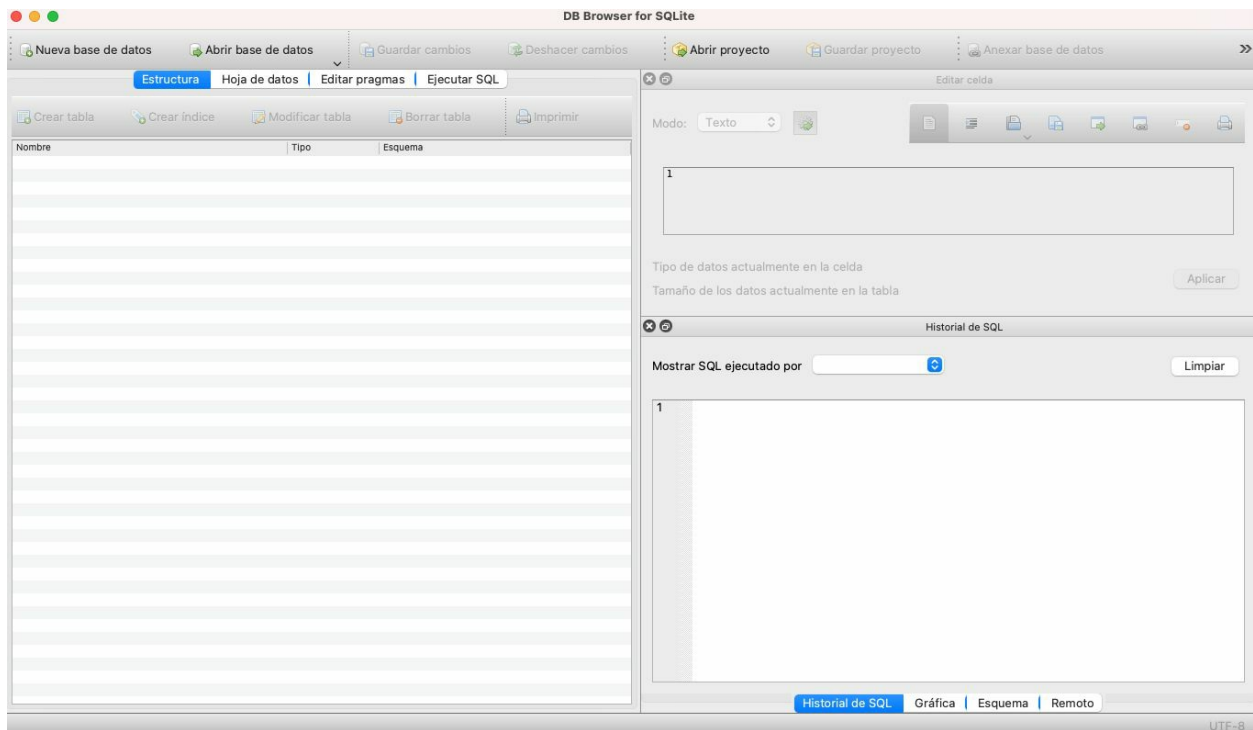 DB Browser for SQLite
Nueva base de datos Abrir base de datos Guardar cambios Deshacer cambios Abrir proyecto Guardar proyecto Anexar base de datos »
Estructura Hoja de datos Editar pragmas Ejecutar SQL
Editar celda
Crear tabla Crear índice Modificar tabla Borrar tabla Imprimir
Modo: Texto
Nombre Tipo Esquema
1
Tipo de datos actualmente en la celda
Tamaño de los datos actualmente en la tabla
Aplicar
Historial de SQL
Mostrar SQL ejecutado por
Limpiar
1
Historial de SQL Gráfica Esquema Remoto
UTF-8